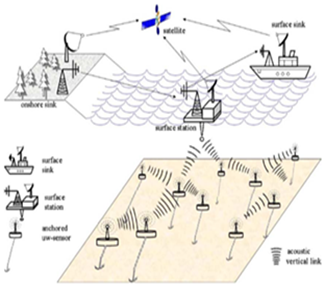 surface sink
satellite
onshore sink
surface station
surface
sink
surface
station
anchored
uw-sensor
acoustic
vertical link